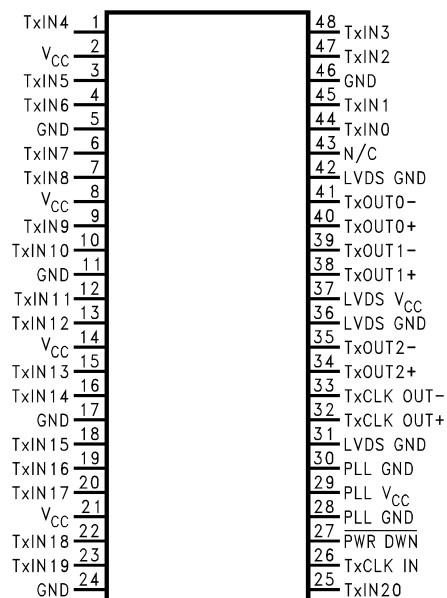 TxIN4 1 48 TxIN3
VCC 2 47 TxIN2
TxIN5 3 46 GND
TxIN6 4 45 TxIN1
GND 5 44 TxIN0
TxIN7 6 43 N/C
TxIN8 7 42 LVDS GND
VCC 8 41 TxOUT0-
TxIN9 9 40 TxOUT0+
TxIN10 10 39 TxOUT1-
GND 11 38 TxOUT1+
TxIN11 12 37 LVDS VCC
TxIN12 13 36 LVDS GND
VCC 14 35 TxOUT2-
TxIN13 15 34 TxOUT2+
TxIN14 16 33 TxCLK OUT-
GND 17 32 TxCLK OUT+
TxIN15 18 31 LVDS GND
TxIN16 19 30 PLL GND
TxIN17 20 29 PLL VCC
VCC 21 28 PLL GND
TxIN18 22 27 PWR DWN
TxIN19 23 26 TxCLK IN
GND 24 25 TxIN20